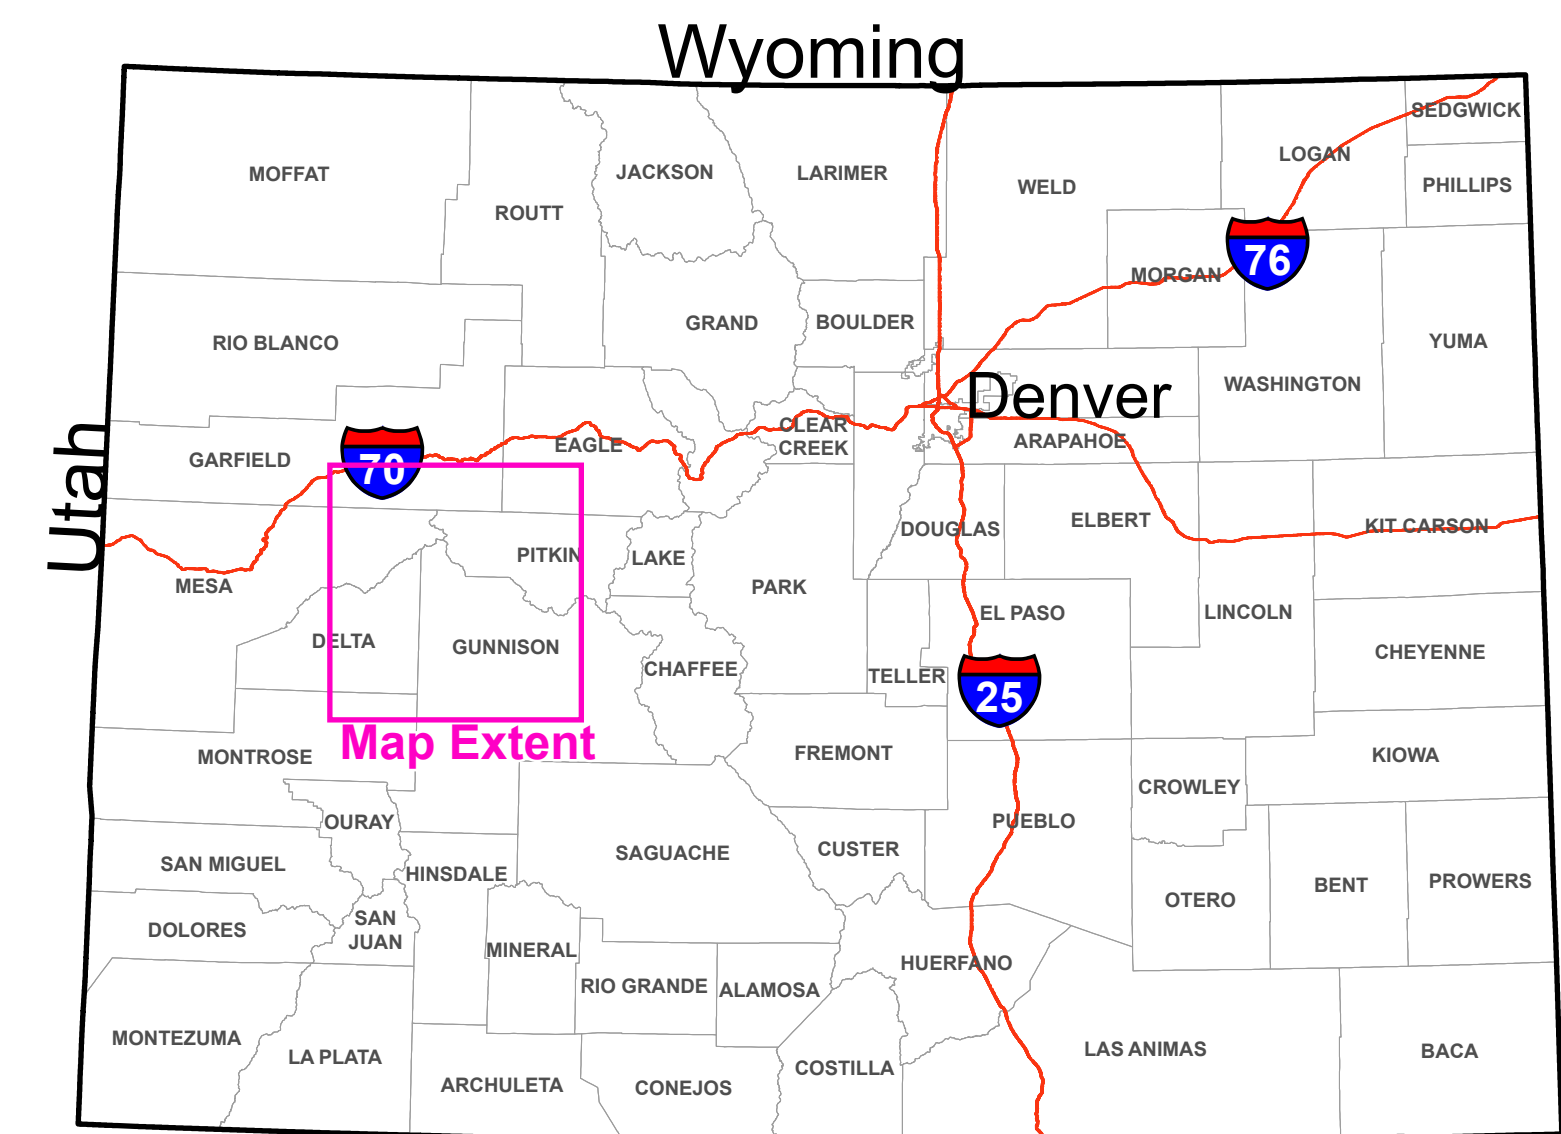 Wyoming
SEDGWICK
LOGAN
MOFFAT
JACKSON
LARIMER
WELD
PHILLIPS
ROUTT
76
MORGAN
GRAND
BOULDER
RIO BLANCO
YUMA
WASHINGTON
Denver
CLEAR
CREEK
EAGLE
ARAPAHOE
GARFIELD
70
Utah
DOUGLAS
ELBERT
KIT CARSON
PITKIN
LAKE
MESA
PARK
EL PASO
LINCOLN
DELTA
GUNNISON
CHEYENNE
CHAFFEE
TELLER
25
Map Extent
MONTROSE
FREMONT
KIOWA
CROWLEY
OURAY
PUEBLO
SAN MIGUEL
SAGUACHE
CUSTER
HINSDALE
BENT
PROWERS
OTERO
DOLORES
SAN
JUAN
MINERAL
HUERFANO
RIO GRANDE
ALAMOSA
MONTEZUMA
LA PLATA
LAS ANIMAS
BACA
COSTILLA
ARCHULETA
CONEJOS